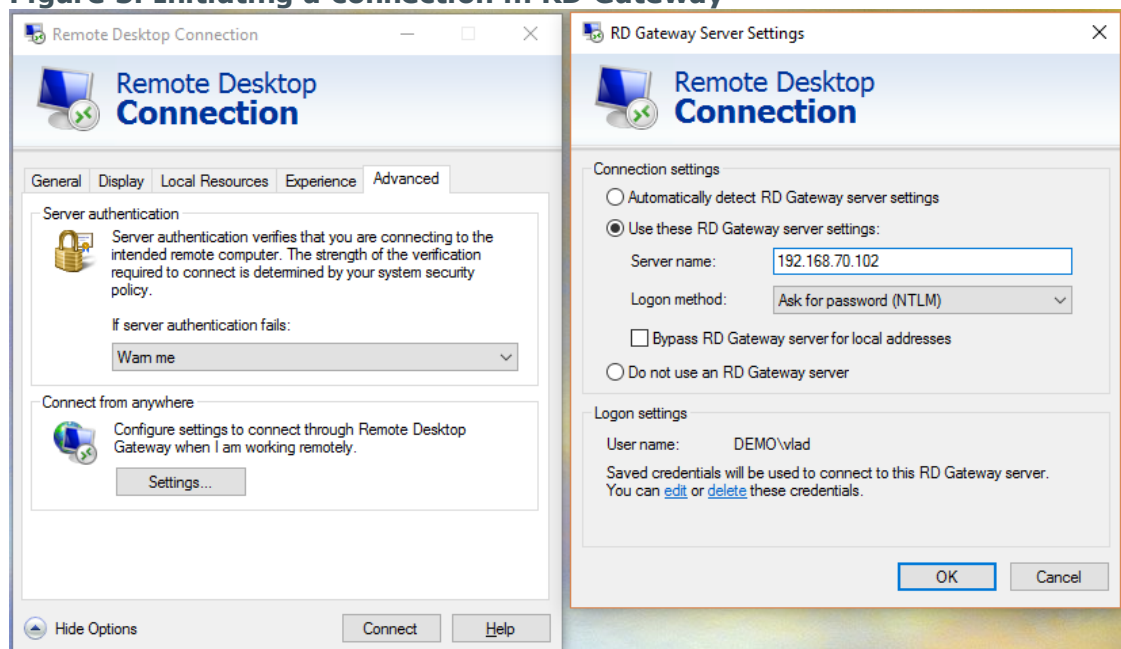 Figure 3: Initiating a connection in RD Gateway
Remote Desktop Connection
Remote Desktop
Connection
General Display Local Resources Experience Advanced
Server authentication
Server authentication verifies that you are connecting to the
intended remote computer. The strength of the verification
required to connect is determined by your system security
policy.
If server authentication fails:
Warn me
Connect from anywhere
Configure settings to connect through Remote Desktop
Gateway when I am working remotely.
Settings...
Hide Options
Connect
Help
RD Gateway Server Settings
Remote Desktop
Connection
Connection settings
Automatically detect RD Gateway server settings
Use these RD Gateway server settings:
Server name: 192.168.70.102
Logon method: Ask for password (NTLM)
Bypass RD Gateway server for local addresses
Do not use an RD Gateway server
Logon settings
User name: DEMO\vlad
Saved credentials will be used to connect to this RD Gateway server.
You can edit or delete these credentials.
OK
Cancel